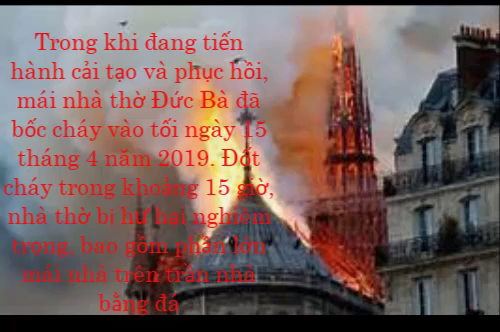 Trong khi đang tiến
hành cải tạo và phục hồi,
mái nhà thờ Đức Bà đã
bốc cháy vào tối ngày 15
tháng 4 năm 2019. Đốt
cháy trong khoảng 15 giờ,
nhà thờ bị hư hại nghiêm
trọng, bao gồm phần lớn
mái nhà trên trần nhà
bằng đá